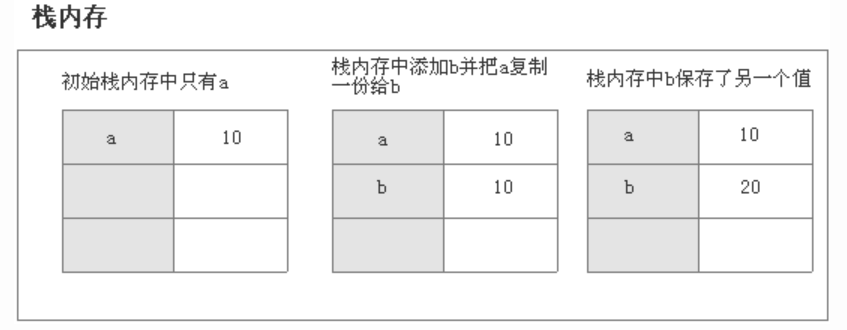 栈内存
初始栈内存中只有a
a 10
栈内存中添加b并把a复制
一份给b
a 10
b 10
栈内存中b保存了另一个值
a 10
b 20